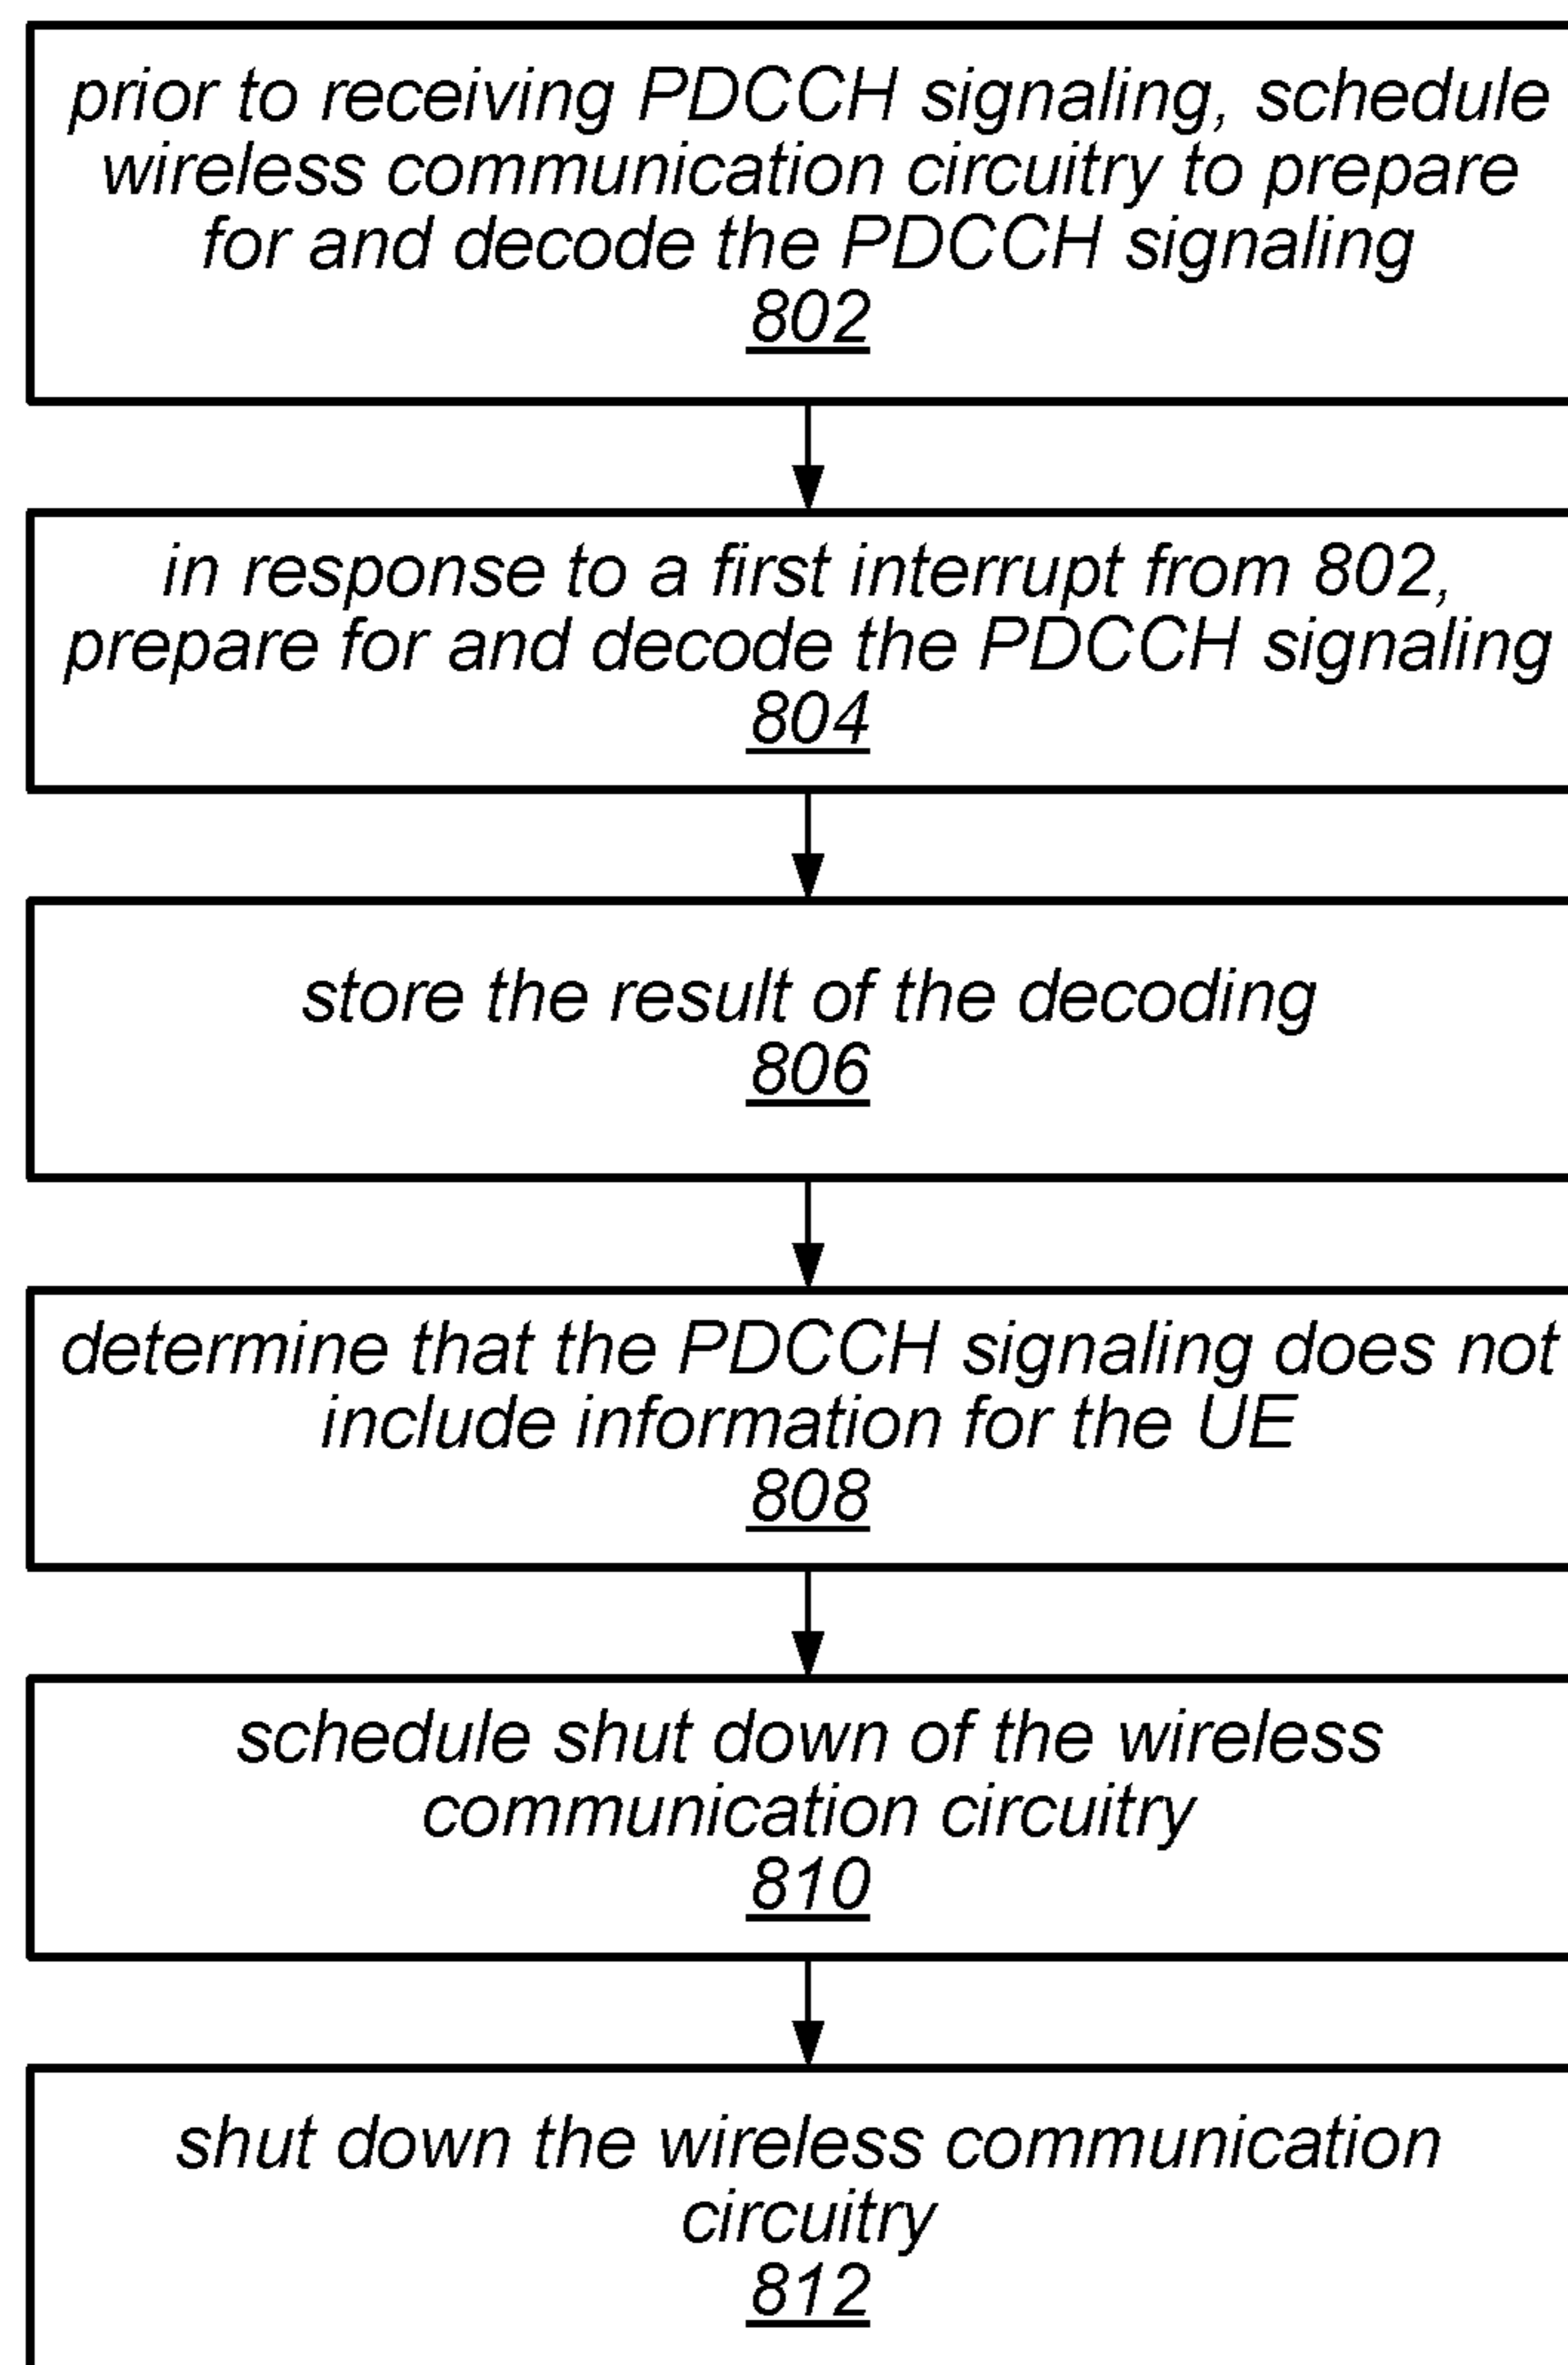 prior to receiving PDCCH signaling, schedule
wireless communication circuitry to prepare
for and decode the PDCCH signaling
802
in response to a first interrupt from 802,
prepare for and decode the PDCCH signaling
804
store the result of the decoding
806
determine that the PDCCH signaling does not
include information for the UE
808
schedule shut down of the wireless
communication circuitry
810
shut down the wireless communication
circuitry
812